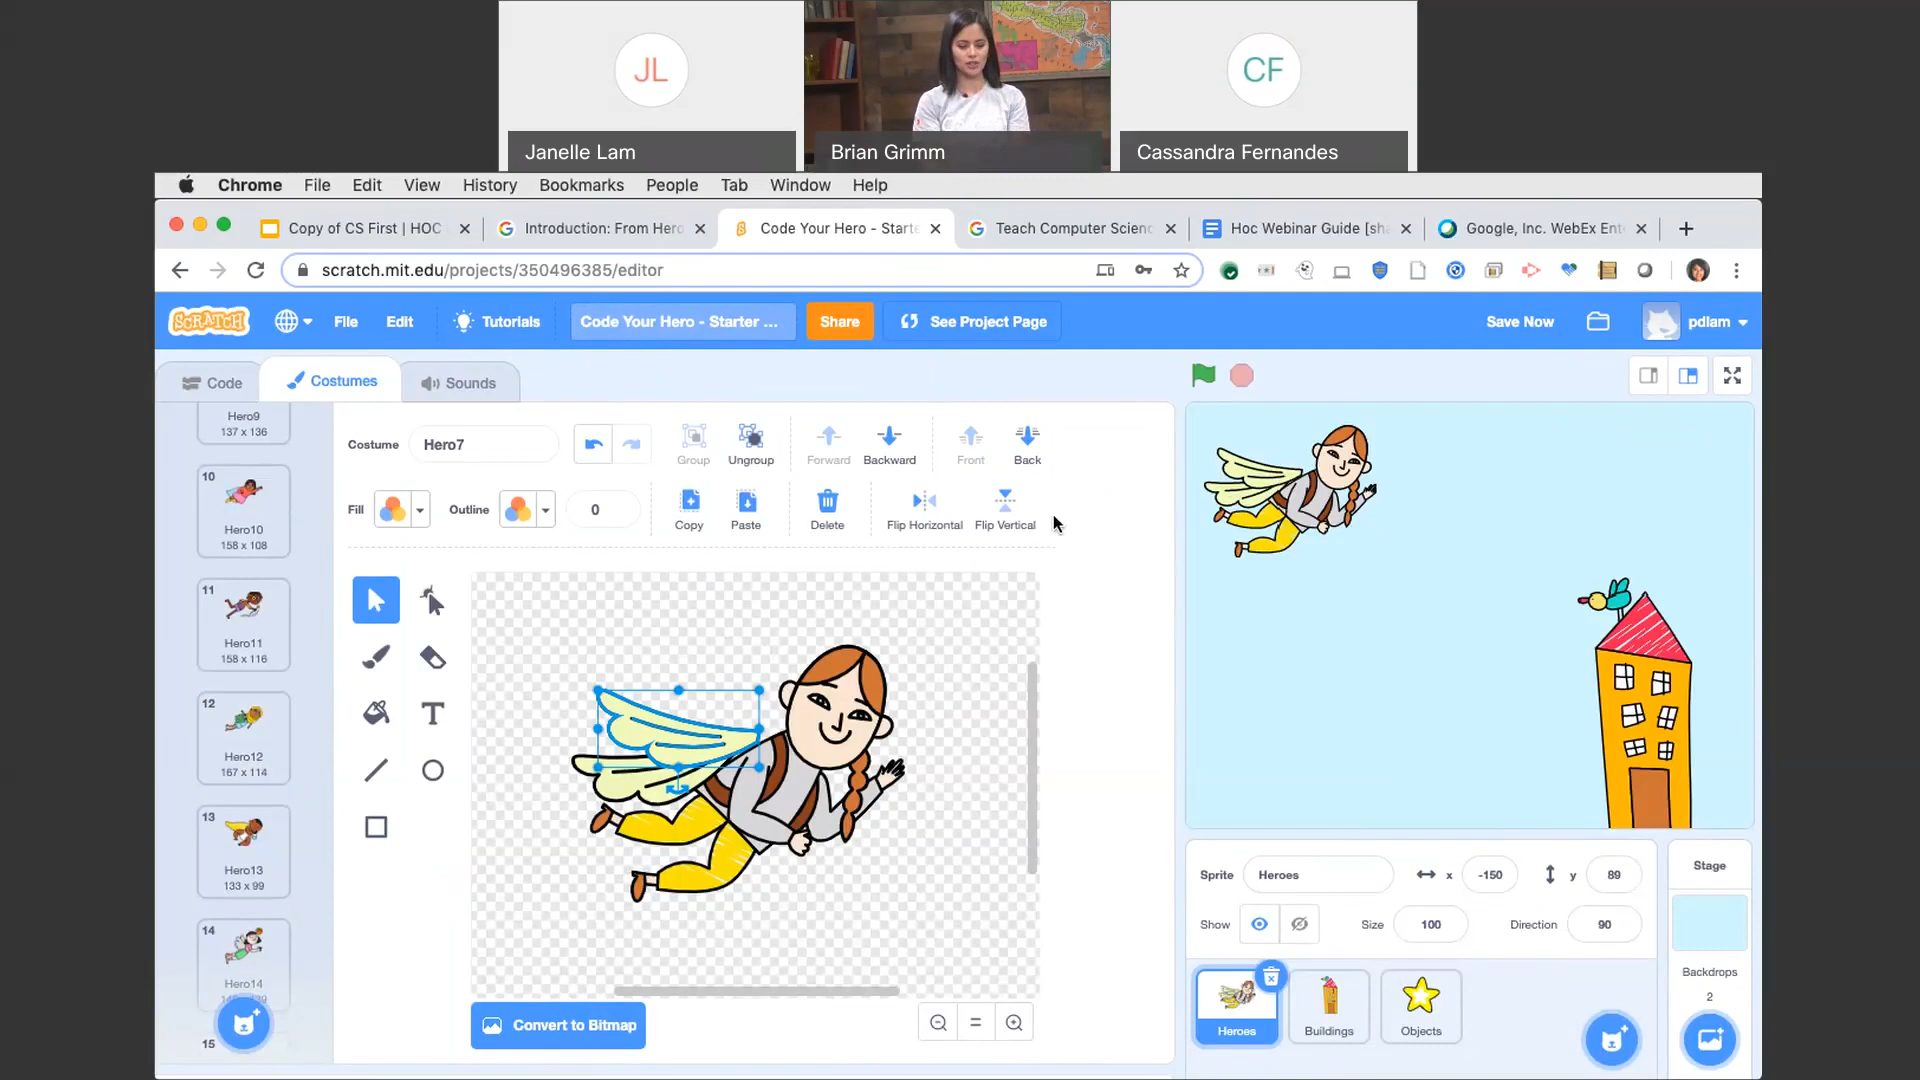 JL
CF
Janelle Lam
Brian Grimm
Cassandra Fernandes
Chrome File Edit View History Bookmarks People Tab Window Help
Copy of CS First | HOC
Introduction: From Hero
Code Your Hero - Starte
Teach Computer Scienc
Hoc Webinar Guide [sha
Google, Inc. WebEx Ente
scratch.mit.edu/projects/350496385/editor
SCRATCH
File
Edit
Tutorials
Code Your Hero - Starter ...
Share
See Project Page
Save Now
pdlam
Code
Costumes
Sounds
Hero9
137 x 136
10
Hero10
158 x 108
11
Hero11
158 x 116
12
Hero12
167 x 114
13
Hero13
133 x 99
14
Hero14
15
Costume
Hero7
Group
Ungroup
Forward
Backward
Front
Back
Fill
Outline
0
Copy
Paste
Delete
Flip Horizontal
Flip Vertical
T
Convert to Bitmap
Sprite
Heroes
x
-150
y
89
Show
Size
100
Direction
90
Heroes
Buildings
Objects
Stage
Backdrops
2